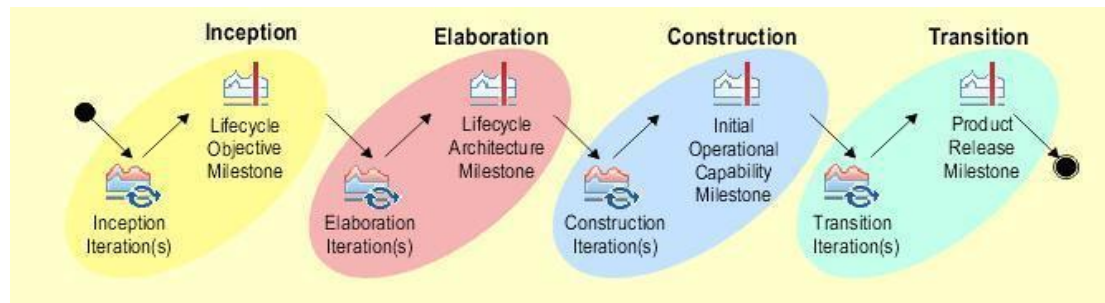 Inception
Elaboration
Construction
Transition
Lifecycle
Objective
Milestone
Inception
Iteration(s)
Lifecycle
Architecture
Milestone
Elaboration
Iteration(s)
Initial
Operational
Capability
Milestone
Construction
Iteration(s)
Product
Release
Milestone
Transition
Iteration(s)